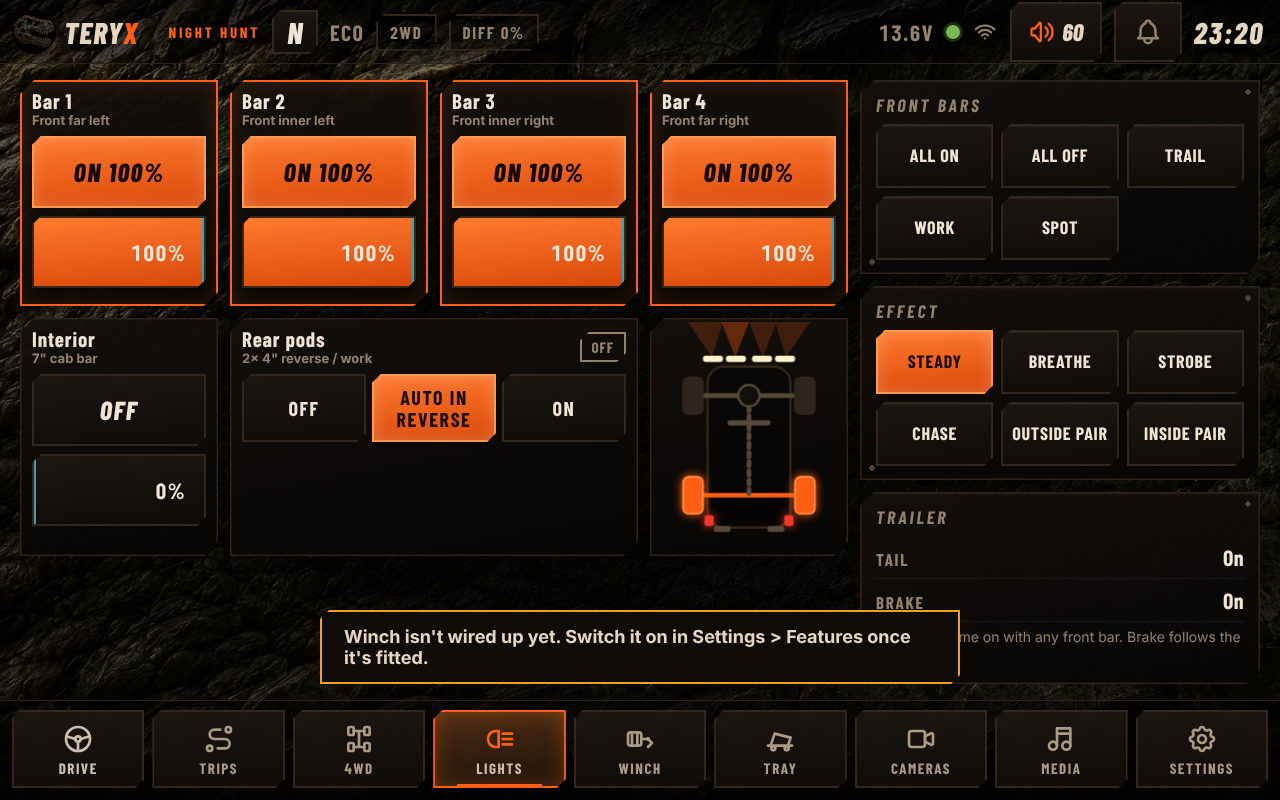 TERYX
NIGHT HUNT
N
ECO
2WD
DIFF 0%
13.6V
60
23:20
Bar 1
Front far left
ON 100%
100%
Bar 2
Front inner left
ON 100%
100%
Bar 3
Front inner right
ON 100%
100%
Bar 4
Front far right
ON 100%
100%
FRONT BARS
ALL ON
ALL OFF
TRAIL
WORK
SPOT
Interior
7" cab bar
OFF
0%
Rear pods
2× 4" reverse / work
OFF
OFF
AUTO IN
REVERSE
ON
EFFECT
STEADY
BREATHE
STROBE
CHASE
OUTSIDE PAIR
INSIDE PAIR
TRAILER
TAIL
On
BRAKE
On
me on with any front bar. Brake follows the
Winch isn't wired up yet. Switch it on in Settings > Features once
it's fitted.
DRIVE
TRIPS
4WD
LIGHTS
WINCH
TRAY
CAMERAS
MEDIA
SETTINGS